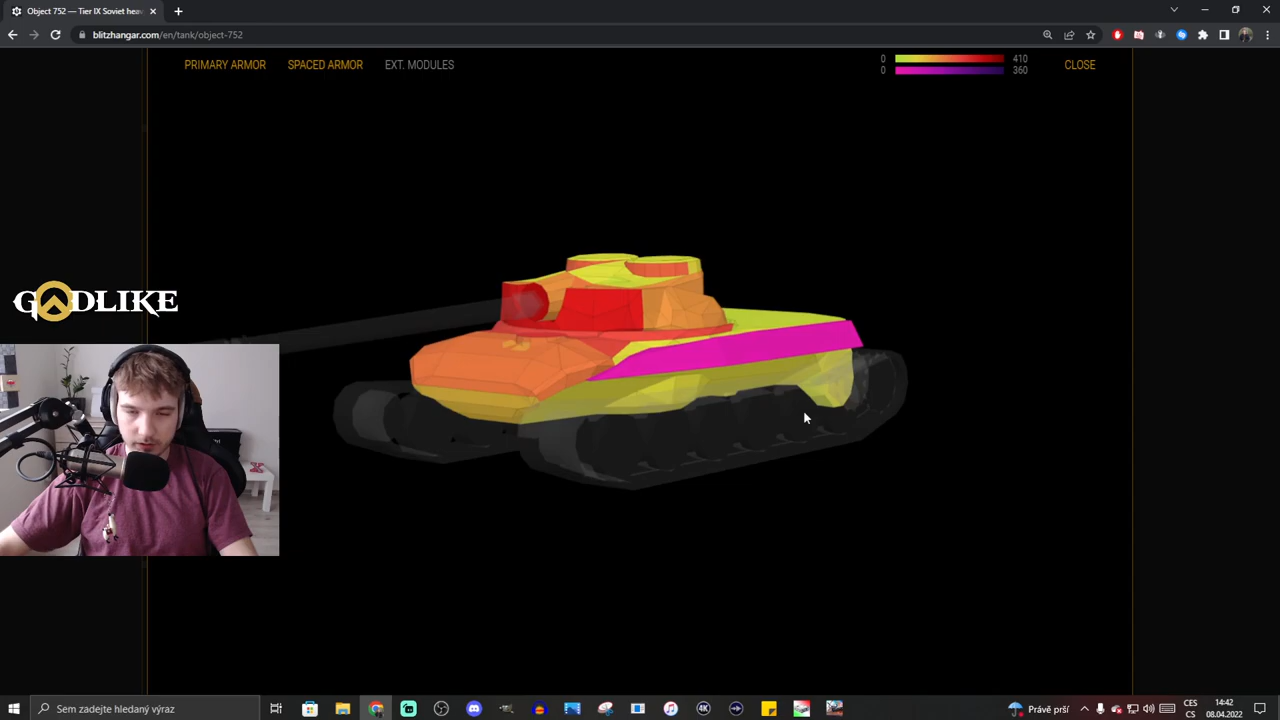 Object 752 — Tier IX Soviet hea
blitzhangar.com/en/tank/object-752
PRIMARY ARMOR SPACED ARMOR EXT. MODULES
0 410
0 360
CLOSE
GODLIKE
Sem zadejte hledaný výraz
Právě prší
CES
CS
14:42
08.04.2022